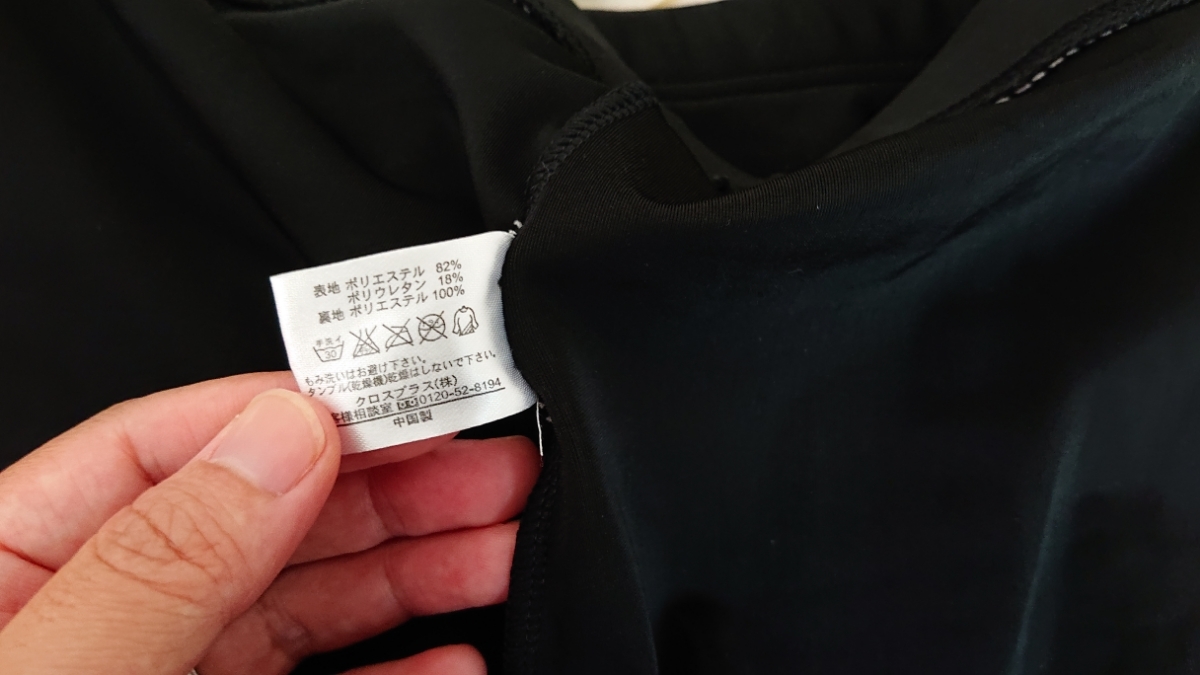 表地 ポリエステル 82%
ポリウレタン 18%
裏地 ポリエステル 100%
手洗イ
30
もみ洗いはお避け下さい。
タンブル(乾燥機)乾燥はしないで下さい。
クロスプラス(株)
様相談室 0120-52-8194
中国製